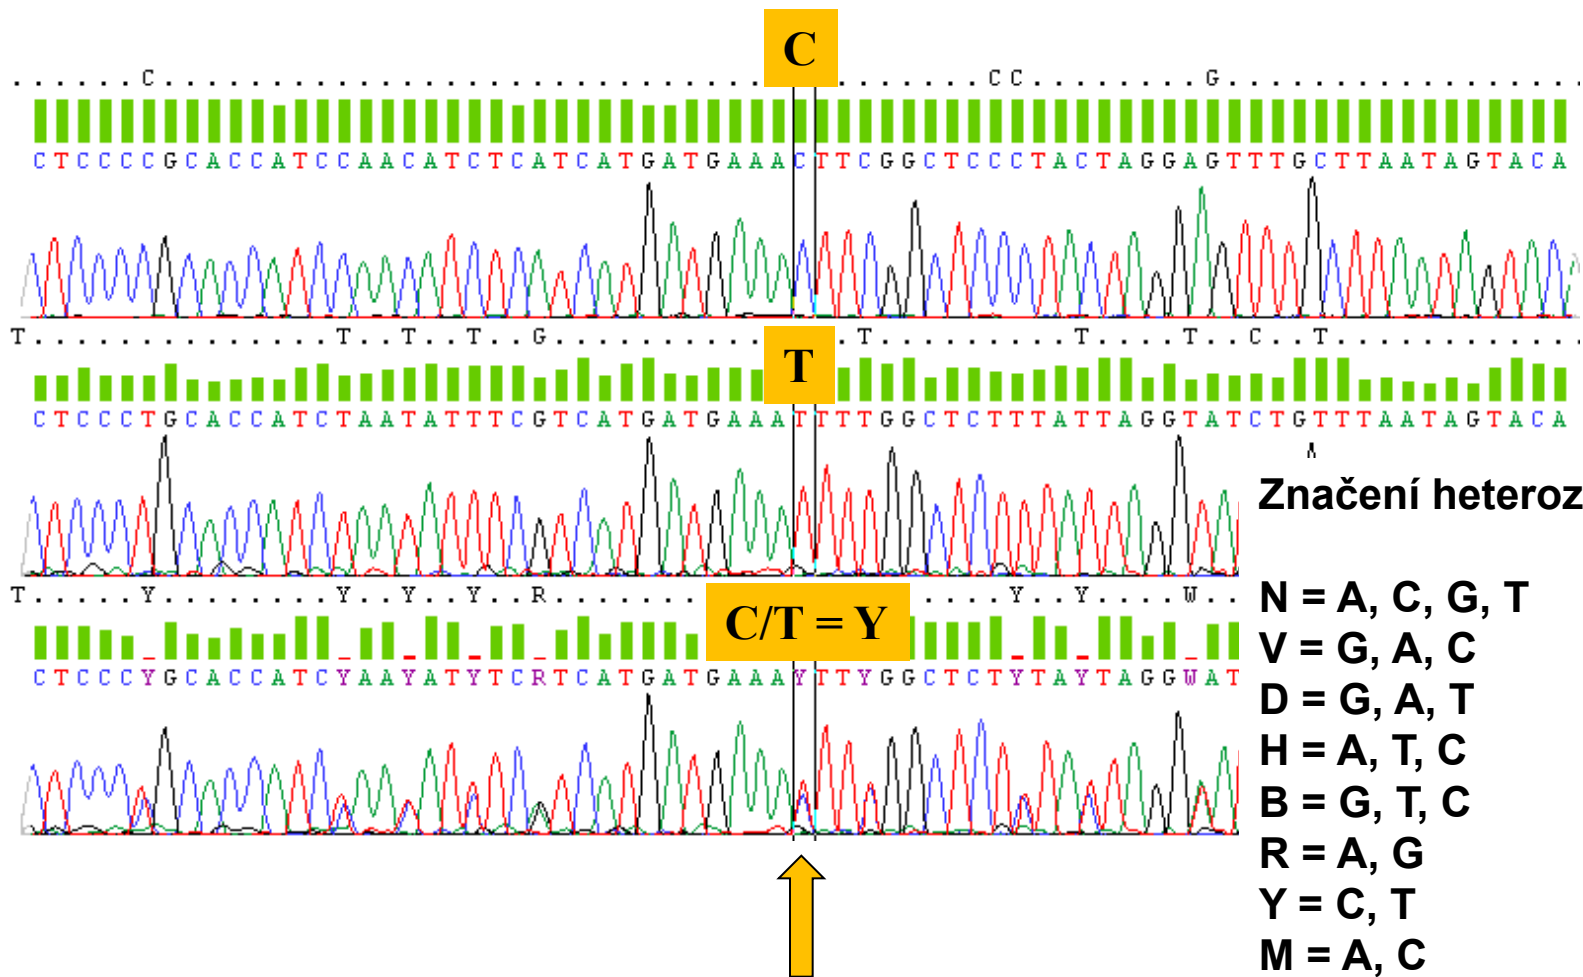 C
. . . . . . C . . . . . . . . . . . . . . . . . . . . . . . . . . . . . . . . . . . CC . . . . . . . . G . . . . . . . . . . . . . . . . .
CTCCCCGCACCATCCAACATCTCATCATGATGAAACTTCGGCTCCCTACTAGGAGTTTGCTTAATAGTACA
T . . . . . . . . . . . . . . T . . T . . T . . G . . . . . . . . . . . T . . . . . . . . . T . . . . T . . C . . T . . . . . . . . . . . .
T
CTCCCTGCACCATCTAATATTTCGTCATGATGAAATTTTGGCTCTTTATTAGGTATCTGTTTAATAGTACA
T . . . . . Y . . . . . . . . Y . . Y . . Y . . R . . . . . . . . . . . . Y . . Y . . . . W . .
C/T = Y
CTCCCYGCACCATCYAAYATYTCRTCATGATGAAAYTTYGGCTCTYTAYTAGGWAT
Značení heteroz
N = A, C, G, T
V = G, A, C
D = G, A, T
H = A, T, C
B = G, T, C
R = A, G
Y = C, T
M = A, C